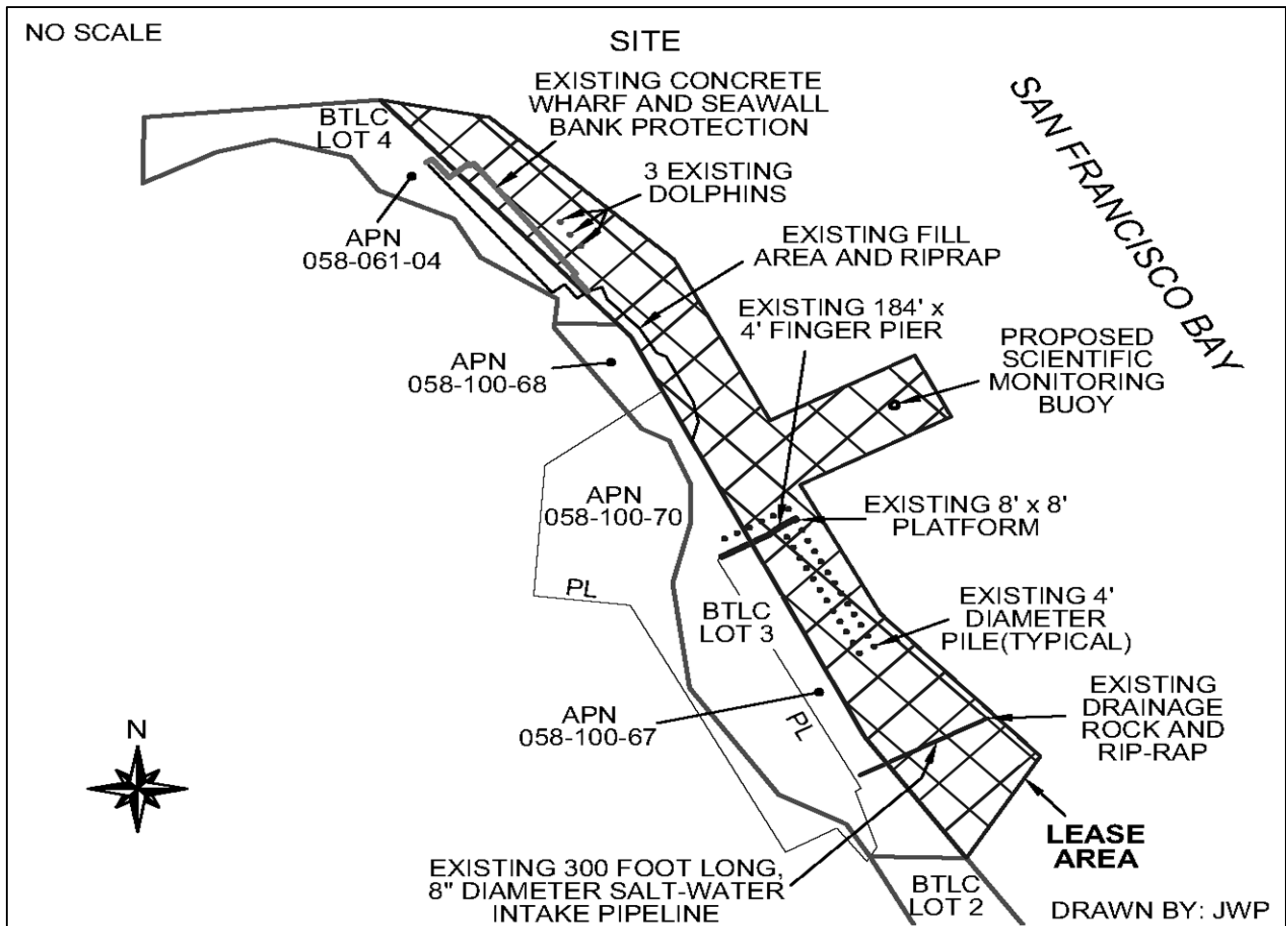 NO SCALE
SITE
EXISTING CONCRETE
WHARF AND SEAWALL
BANK PROTECTION
SAN FRANCISCO BAY
BTLC
LOT 4
3 EXISTING
DOLPHINS
APN
058-061-04
EXISTING FILL
AREA AND RIPRAP
EXISTING 184' x
4' FINGER PIER
PROPOSED
SCIENTIFIC
MONITORING
BUOY
APN
058-100-68
APN
058-100-70
EXISTING 8' x 8'
PLATFORM
PL
BTLC
LOT 3
EXISTING 4'
DIAMETER
PILE(TYPICAL)
APN
058-100-67
PL
EXISTING
DRAINAGE
ROCK AND
RIP-RAP
N
LEASE
AREA
EXISTING 300 FOOT LONG,
8" DIAMETER SALT-WATER
INTAKE PIPELINE
BTLC
LOT 2
DRAWN BY: JWP